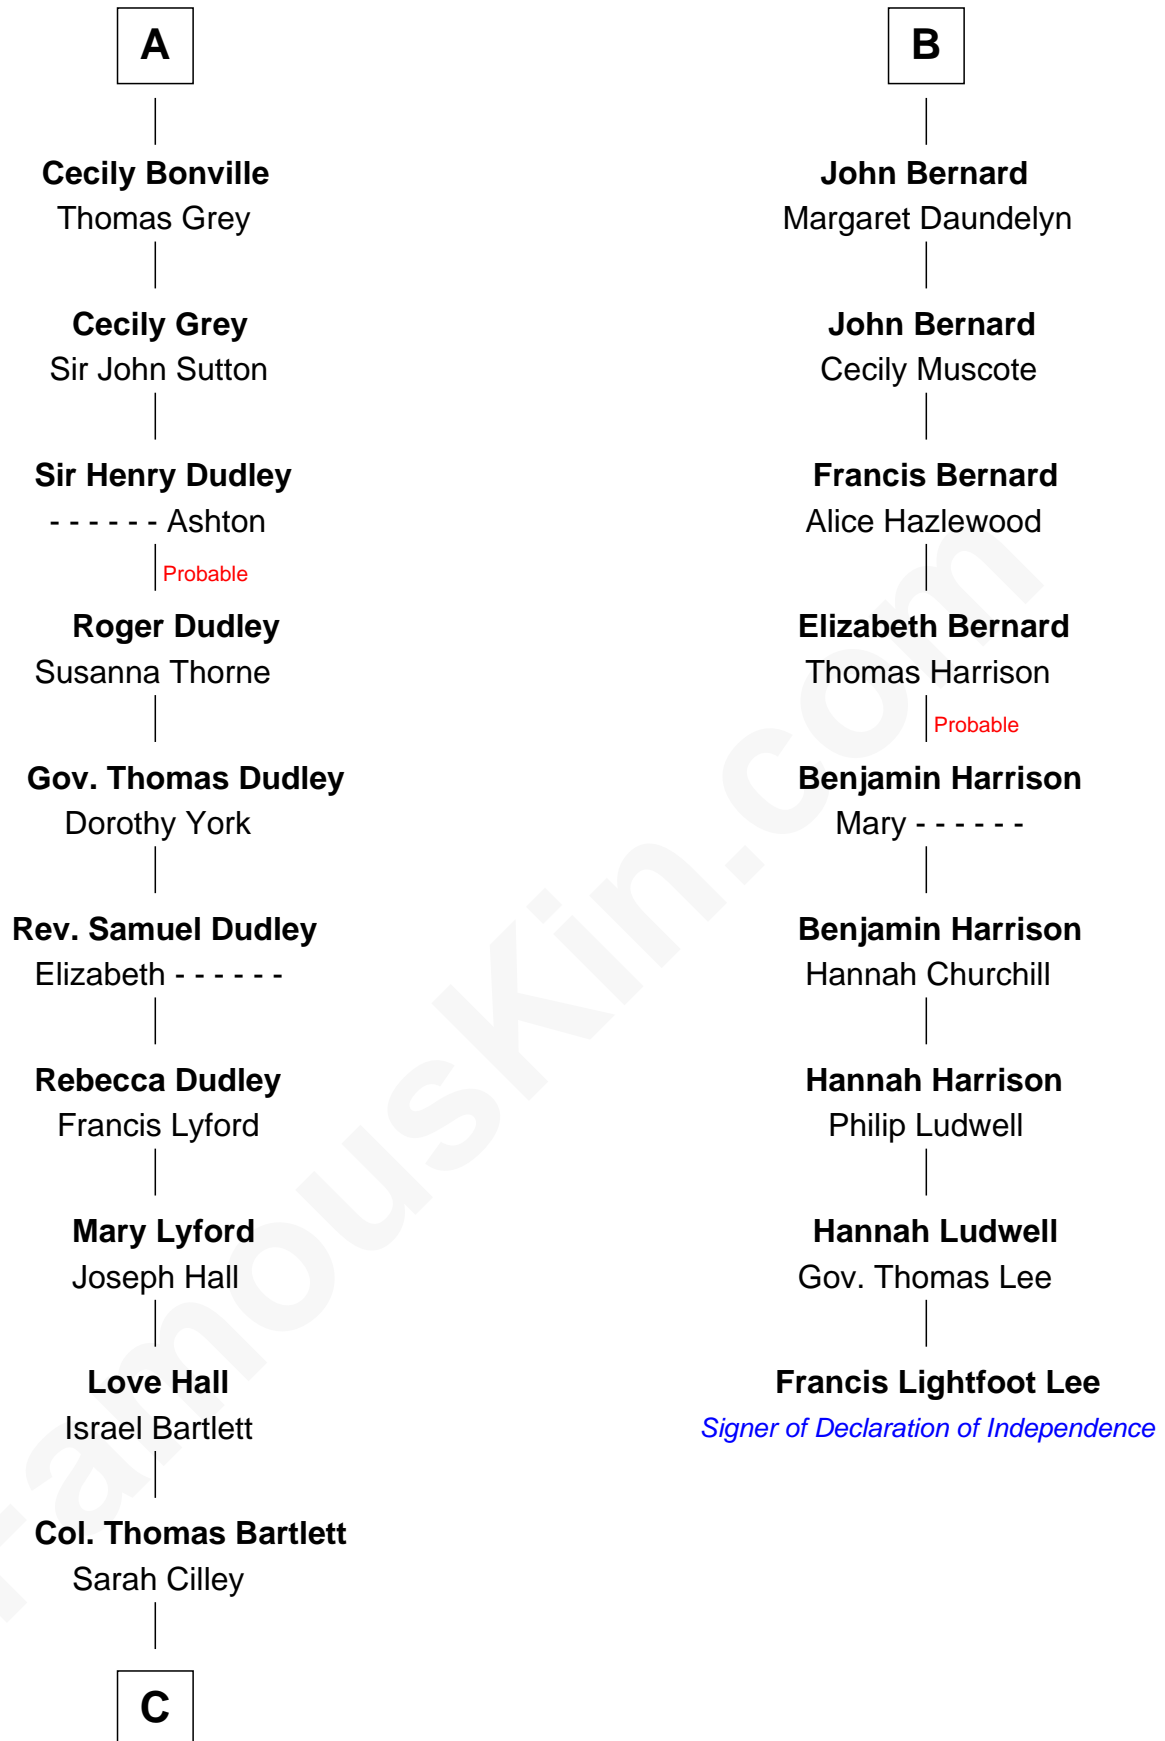 A
Cecily Bonville
Thomas Grey
Cecily Grey
Sir John Sutton
Sir Henry Dudley
- - - - - - Ashton
Probable
Roger Dudley
Susanna Thorne
Gov. Thomas Dudley
Dorothy York
Rev. Samuel Dudley
Elizabeth - - - - - -
Rebecca Dudley
Francis Lyford
Mary Lyford
Joseph Hall
Love Hall
Israel Bartlett
Col. Thomas Bartlett
Sarah Cilley
C
B
John Bernard
Margaret Daundelyn
John Bernard
Cecily Muscote
Francis Bernard
Alice Hazlewood
Elizabeth Bernard
Thomas Harrison
Probable
Benjamin Harrison
Mary - - - - - -
Benjamin Harrison
Hannah Churchill
Hannah Harrison
Philip Ludwell
Hannah Ludwell
Gov. Thomas Lee
Francis Lightfoot Lee
Signer of Declaration of Independence
FamousKin.com